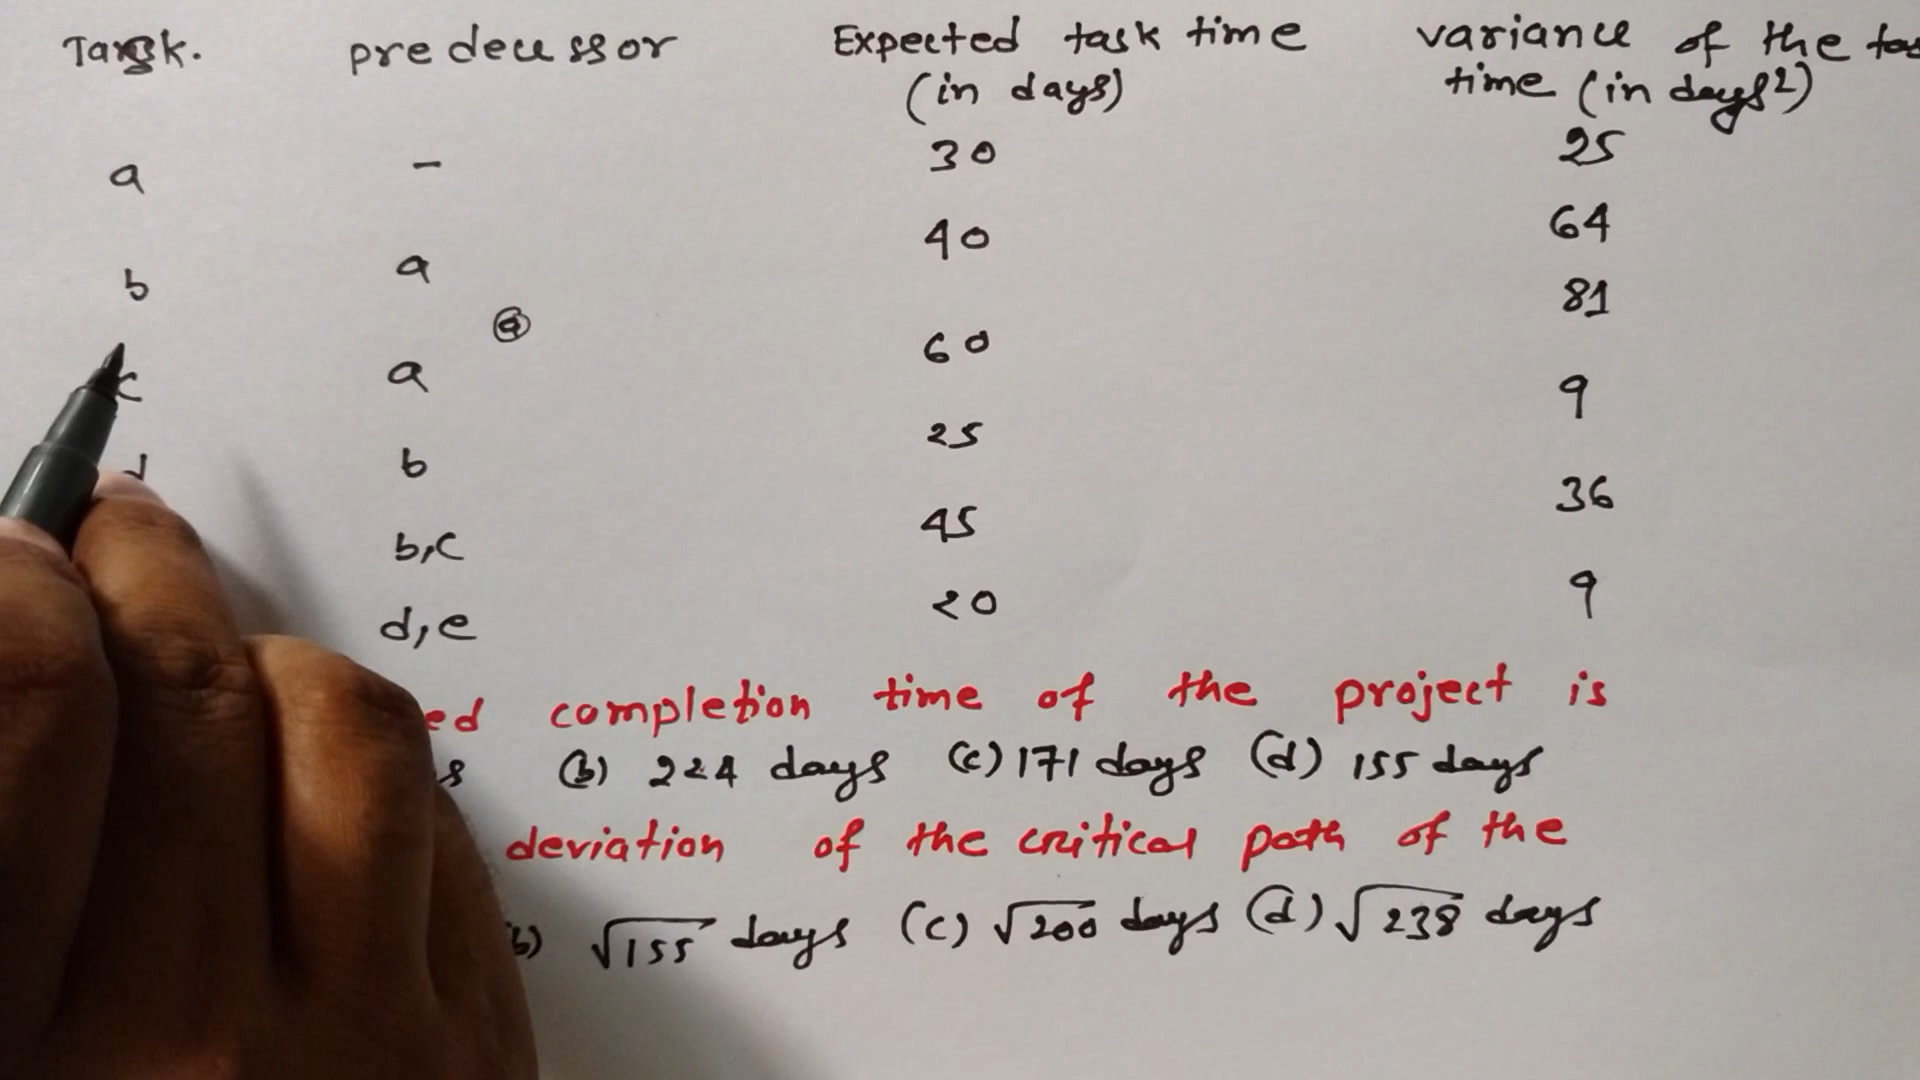 Task. predecessor Expected task time variance of the
(in days) time (in days²)
a - 30 25
b a 40 64
c a @ 60 81
d b 25 9
b,c 45 36
d,e 20 9
completion time of the project is
(b) 224 days (c) 171 days (d) 155 days
deviation of the critical path of the
b) √155 days (c) √200 days (d) √238 days